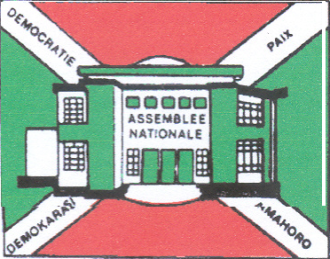 DEMOCRATIE
PAIX
ASSEMBLEE
NATIONALE
DEMOKARASI
AMAHORO